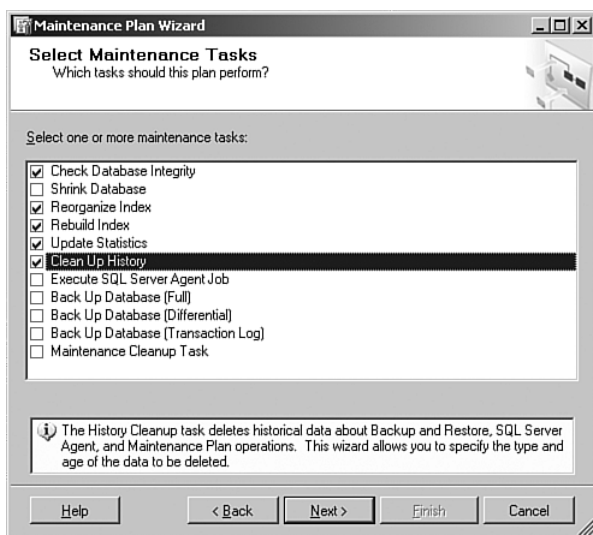 Maintenance Plan Wizard
Select Maintenance Tasks
Which tasks should this plan perform?
Select one or more maintenance tasks:
Check Database Integrity
Shrink Database
Reorganize Index
Rebuild Index
Update Statistics
Clean Up History
Execute SQL Server Agent Job
Back Up Database (Full)
Back Up Database (Differential)
Back Up Database (Transaction Log)
Maintenance Cleanup Task
The History Cleanup task deletes historical data about Backup and Restore, SQL Server
Agent, and Maintenance Plan operations. This wizard allows you to specify the type and
age of the data to be deleted.
Help
< Back
Next >
Finish
Cancel